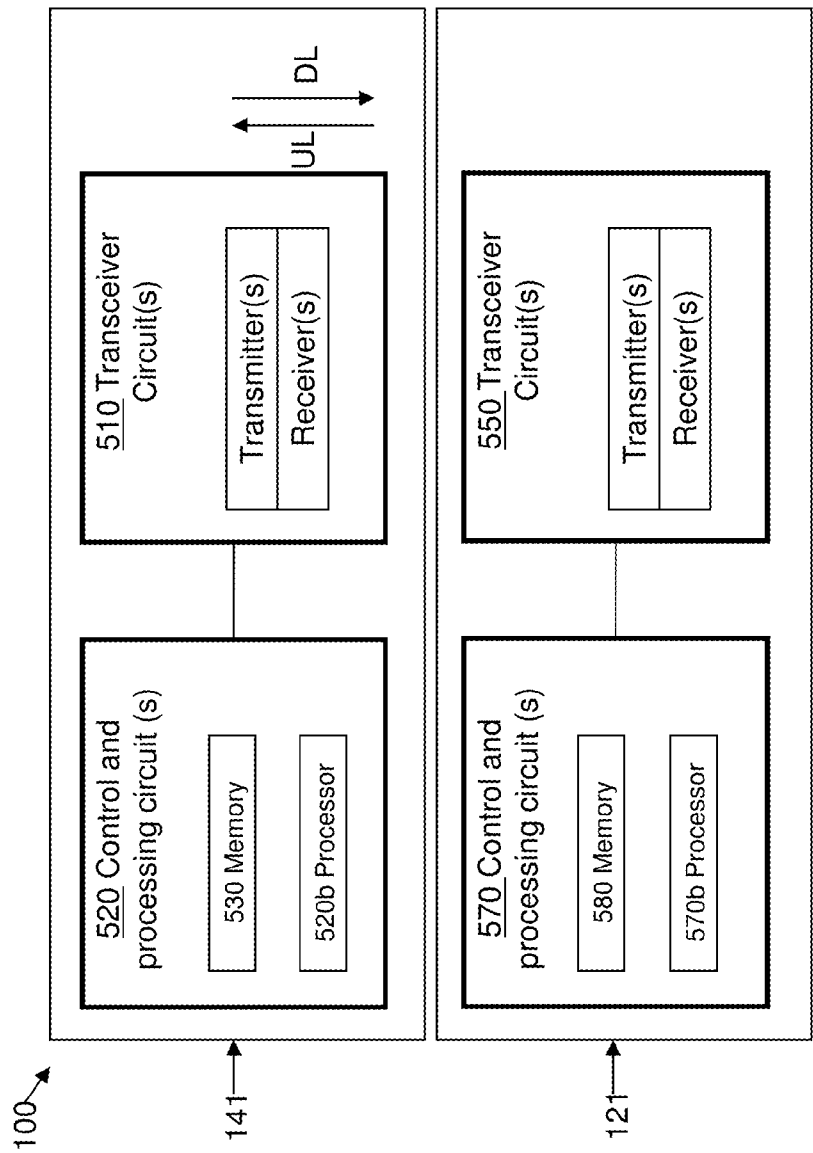 100
141
520 Control and
processing circuit (s)
530 Memory
520b Processor
510 Transceiver
Circuit(s)
Transmitter(s)
Receiver(s)
UL
DL
121
570 Control and
processing circuit (s)
580 Memory
570b Processor
550 Transceiver
Circuit(s)
Transmitter(s)
Receiver(s)